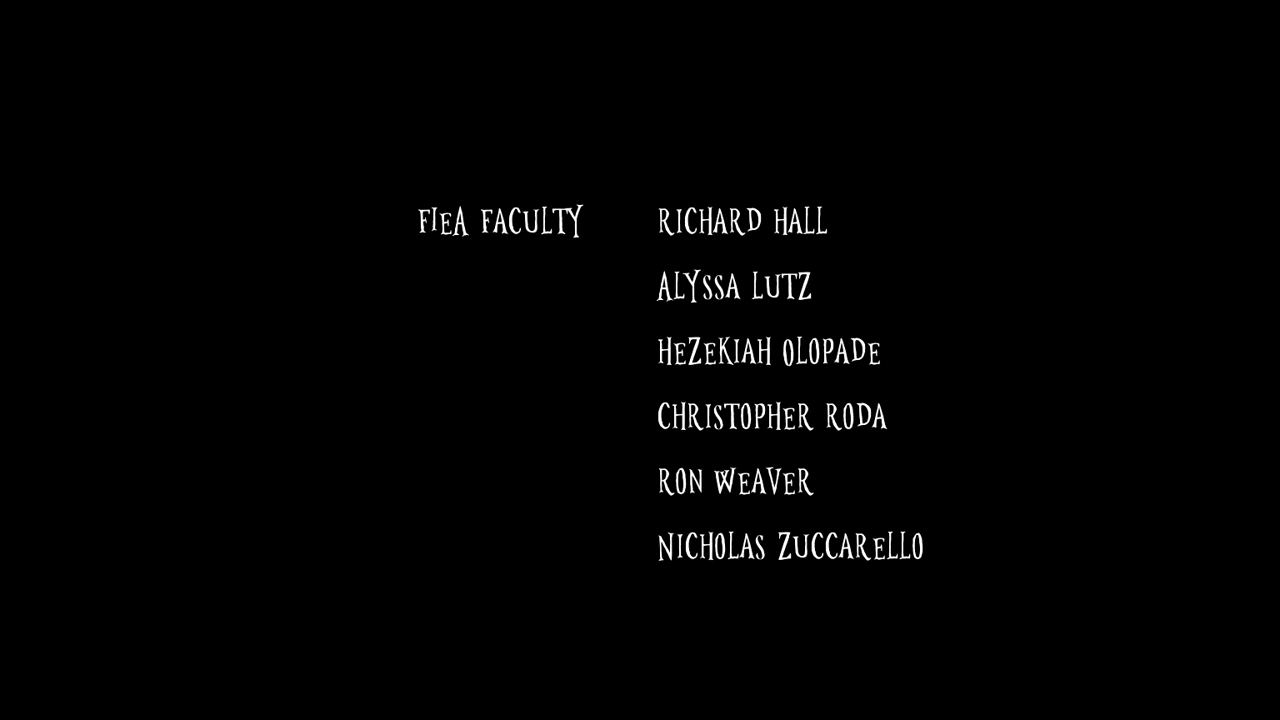 FIEA FACULTY RICHARD HALL
ALYSSA LUTZ
HEZEKIAH OLOPADE
CHRISTOPHER RODA
RON WEAVER
NICHOLAS ZUCCARELLO